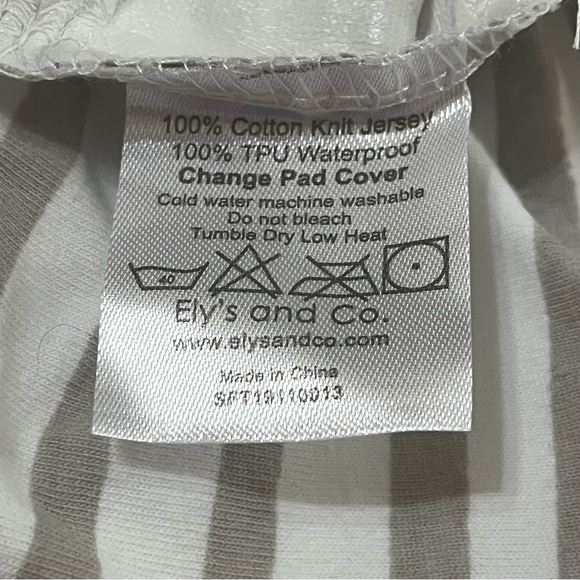 100% Cotton Knit Jersey
100% TPU Waterproof
Change Pad Cover
Cold water machine washable
Do not bleach
Tumble Dry Low Heat
40
Ely's and Co.
www.elysandco.com
Made in China
SFT19110013